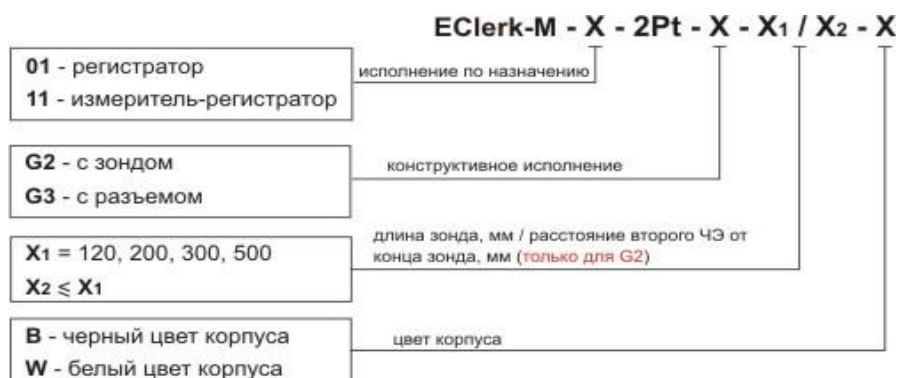 EClerk-M - X - 2Pt - X - X1 / X2 - X
01 - регистратор
11 - измеритель-регистратор
исполнение по назначению
G2 - с зондом
G3 - с разъемом
конструктивное исполнение
X1 = 120, 200, 300, 500
X2 ⩽ X1
длина зонда, мм / расстояние второго ЧЭ от
конца зонда, мм (только для G2)
B - черный цвет корпуса
W - белый цвет корпуса
цвет корпуса